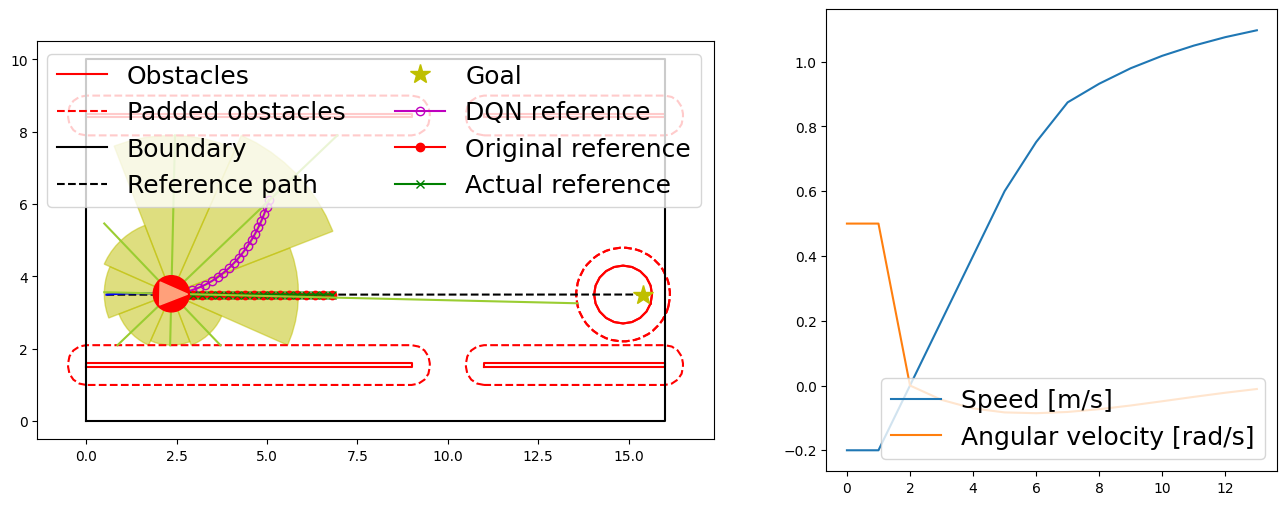 10
8
6
4
2
0
0.0 2.5 5.0 7.5 10.0 12.5 15.0
Obstacles
Padded obstacles
Boundary
Reference path
Goal
DQN reference
Original reference
Actual reference
1.0
0.8
0.6
0.4
0.2
0.0
−0.2
0 2 4 6 8 10 12
Speed [m/s]
Angular velocity [rad/s]